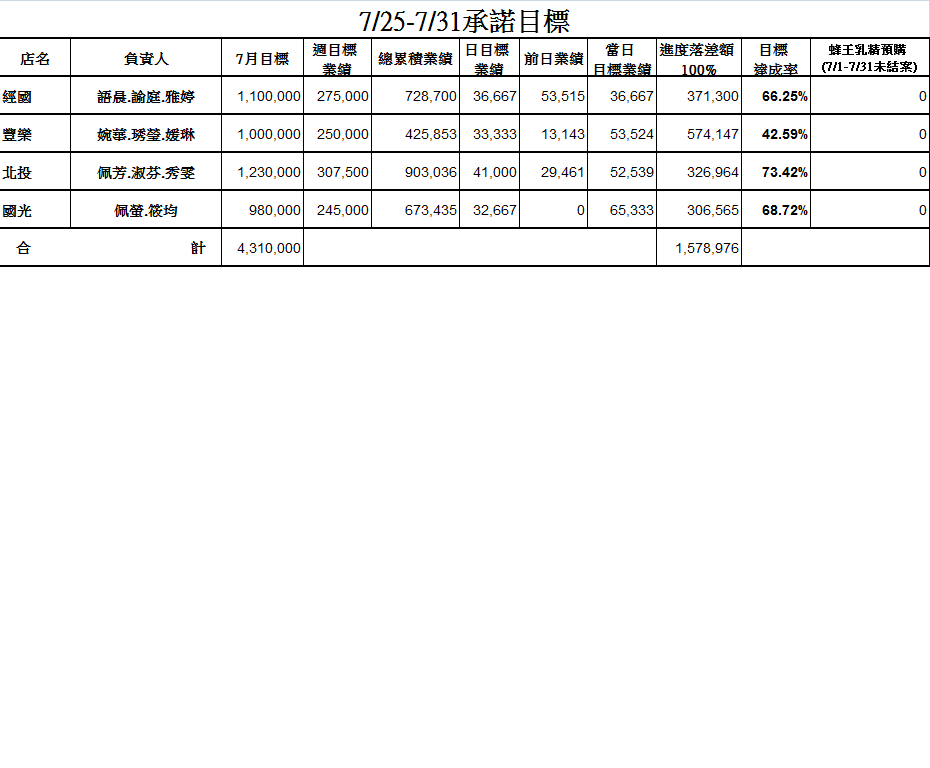 7/25-7/31承諾目標
店名 負責人 7月目標 週目標業績 總累積業績 日目標業績 前日業績 當日目標業績 進度落差額100% 目標達成率 蜂王乳精預購(7/1-7/31未結案)
經國 語晨.諭庭.雅婷 1,100,000 275,000 728,700 36,667 53,515 36,667 371,300 66.25% 0
豐樂 婉華.琇瑩.媛琳 1,000,000 250,000 425,853 33,333 13,143 53,524 574,147 42.59% 0
北投 佩芳.淑芬.秀雯 1,230,000 307,500 903,036 41,000 29,461 52,539 326,964 73.42% 0
國光 佩螢.筱均 980,000 245,000 673,435 32,667 0 65,333 306,565 68.72% 0
合計 4,310,000 1,578,976